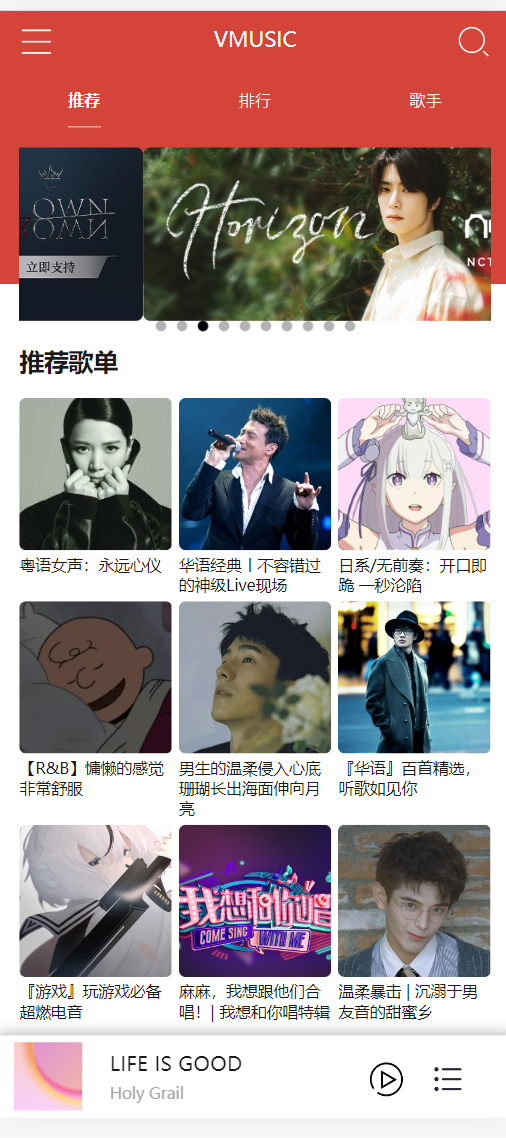 VMUSIC
推荐
排行
歌手
OWN
立即支持
Horizon
NCT
推荐歌单
粤语女声：永远心仪
华语经典丨不容错过
的神级Live现场
日系/无前奏：开口即
跪 一秒沦陷
【R&B】慵懒的感觉
非常舒服
男生的温柔侵入心底
珊瑚长出海面伸向月
亮
『华语』百首精选，
听歌如见你
我想和你唱
COME SING WITH ME
『游戏』玩游戏必备
超燃电音
麻麻，我想跟他们合
唱！| 我想和你唱特辑
温柔暴击 | 沉溺于男
友音的甜蜜乡
LIFE IS GOOD
Holy Grail